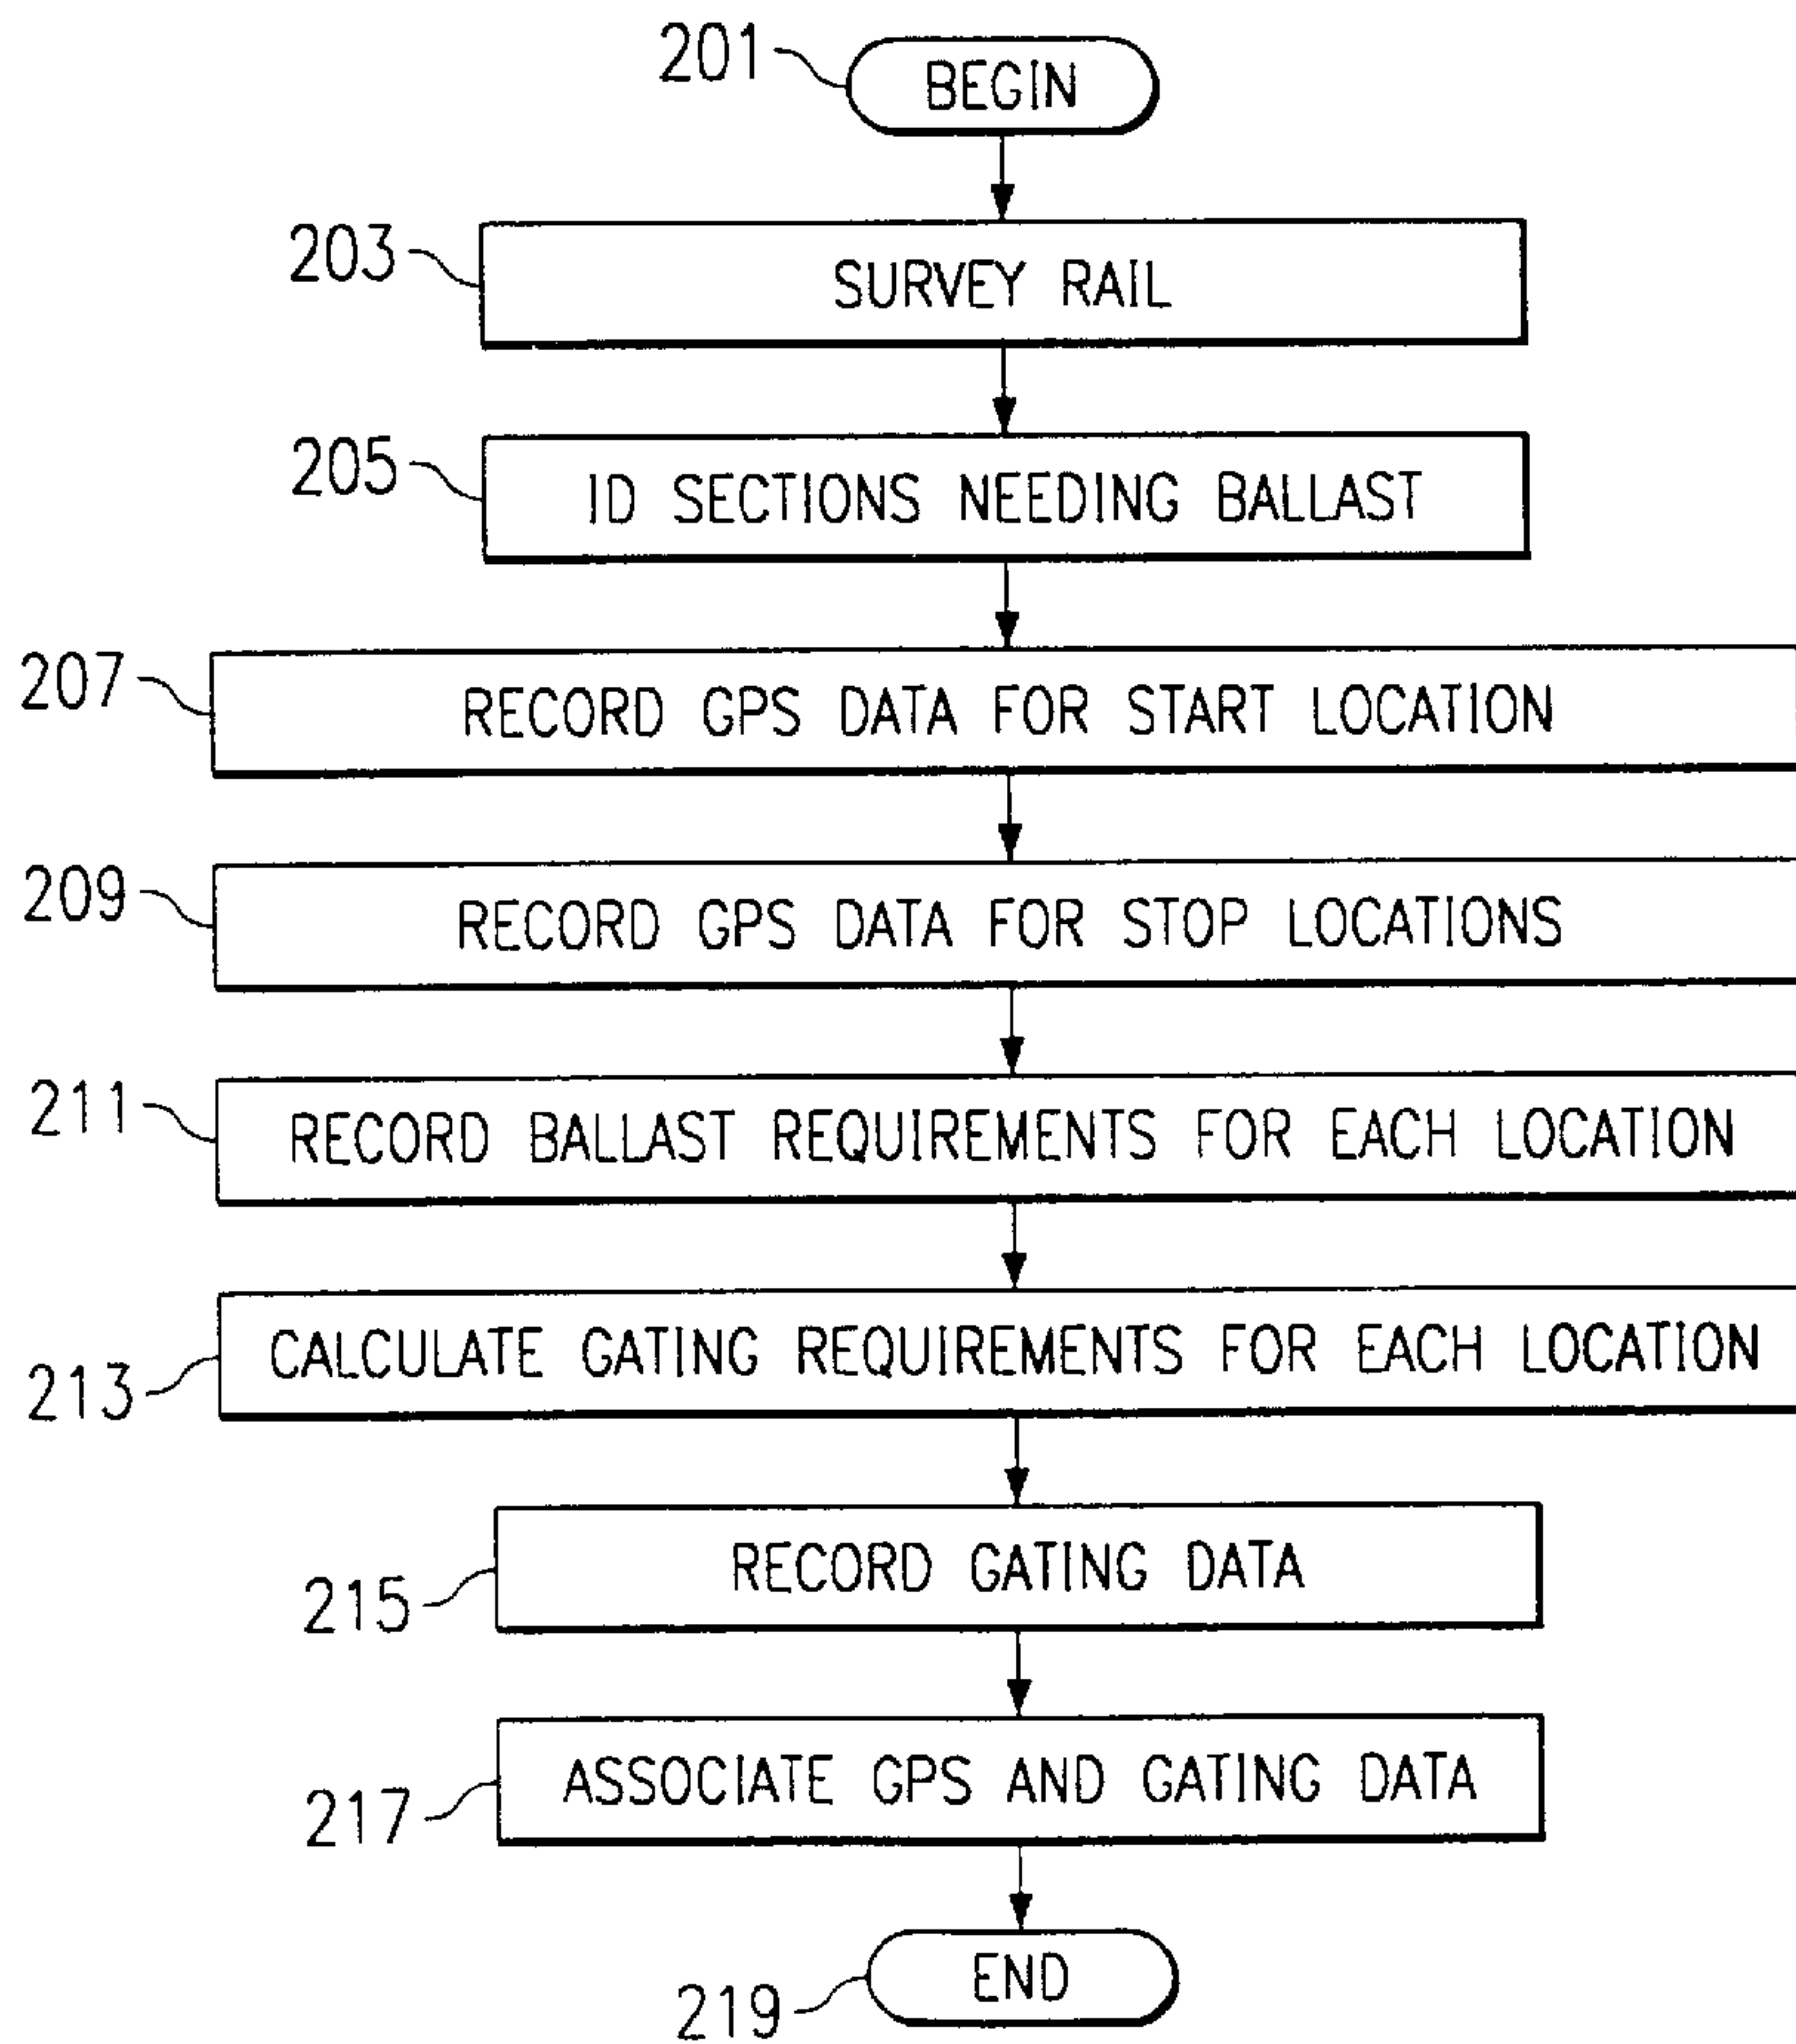 201
BEGIN
203
SURVEY RAIL
205
ID SECTIONS NEEDING BALLAST
207
RECORD GPS DATA FOR START LOCATION
209
RECORD GPS DATA FOR STOP LOCATIONS
211
RECORD BALLAST REQUIREMENTS FOR EACH LOCATION
213
CALCULATE GATING REQUIREMENTS FOR EACH LOCATION
215
RECORD GATING DATA
217
ASSOCIATE GPS AND GATING DATA
219
END